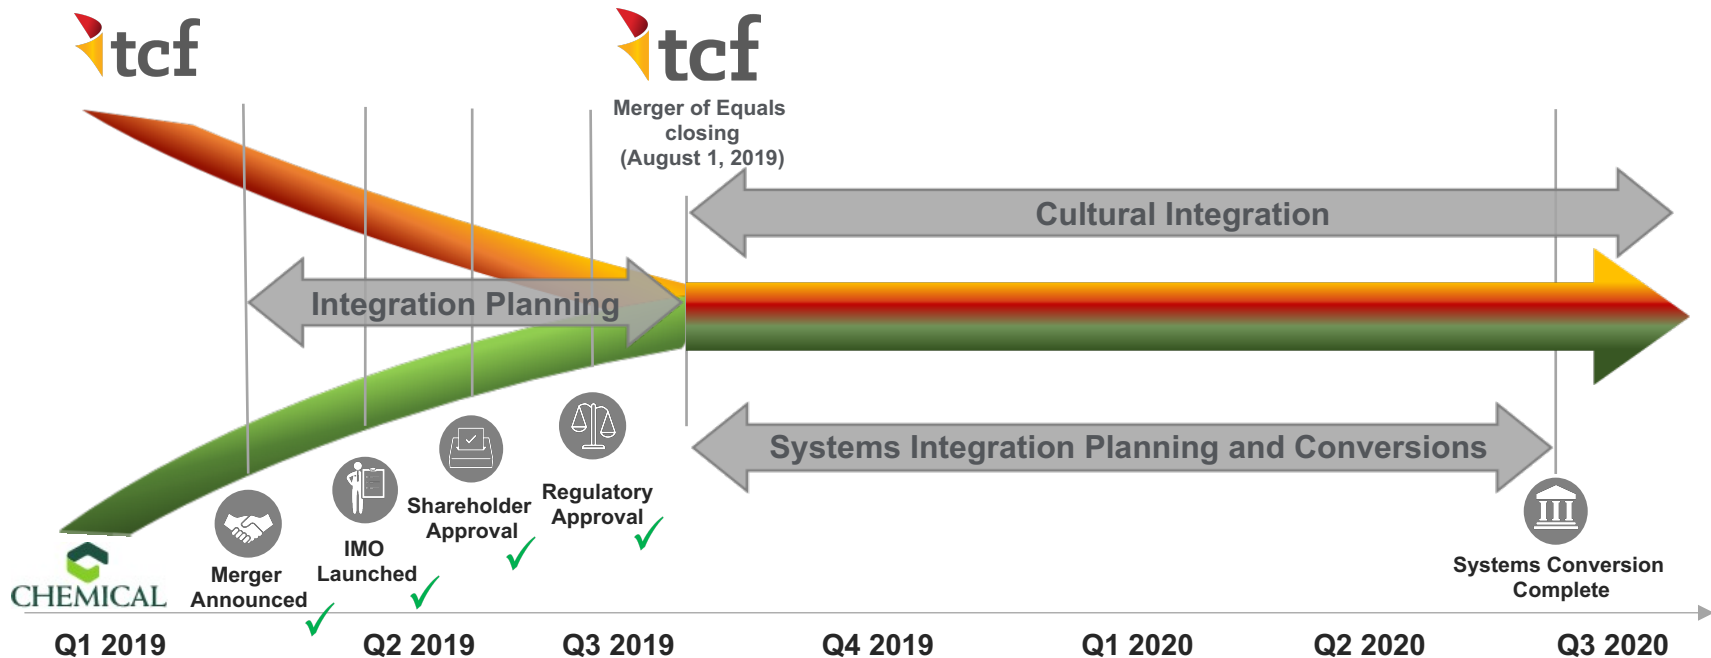 tcf
tcf
Merger of Equals
closing
(August 1, 2019)
Cultural Integration
Integration Planning
Systems Integration Planning and Conversions
CHEMICAL
Merger
Announced
IMO
Launched
Shareholder
Approval
Regulatory
Approval
Systems Conversion
Complete
Q1 2019
Q2 2019
Q3 2019
Q4 2019
Q1 2020
Q2 2020
Q3 2020